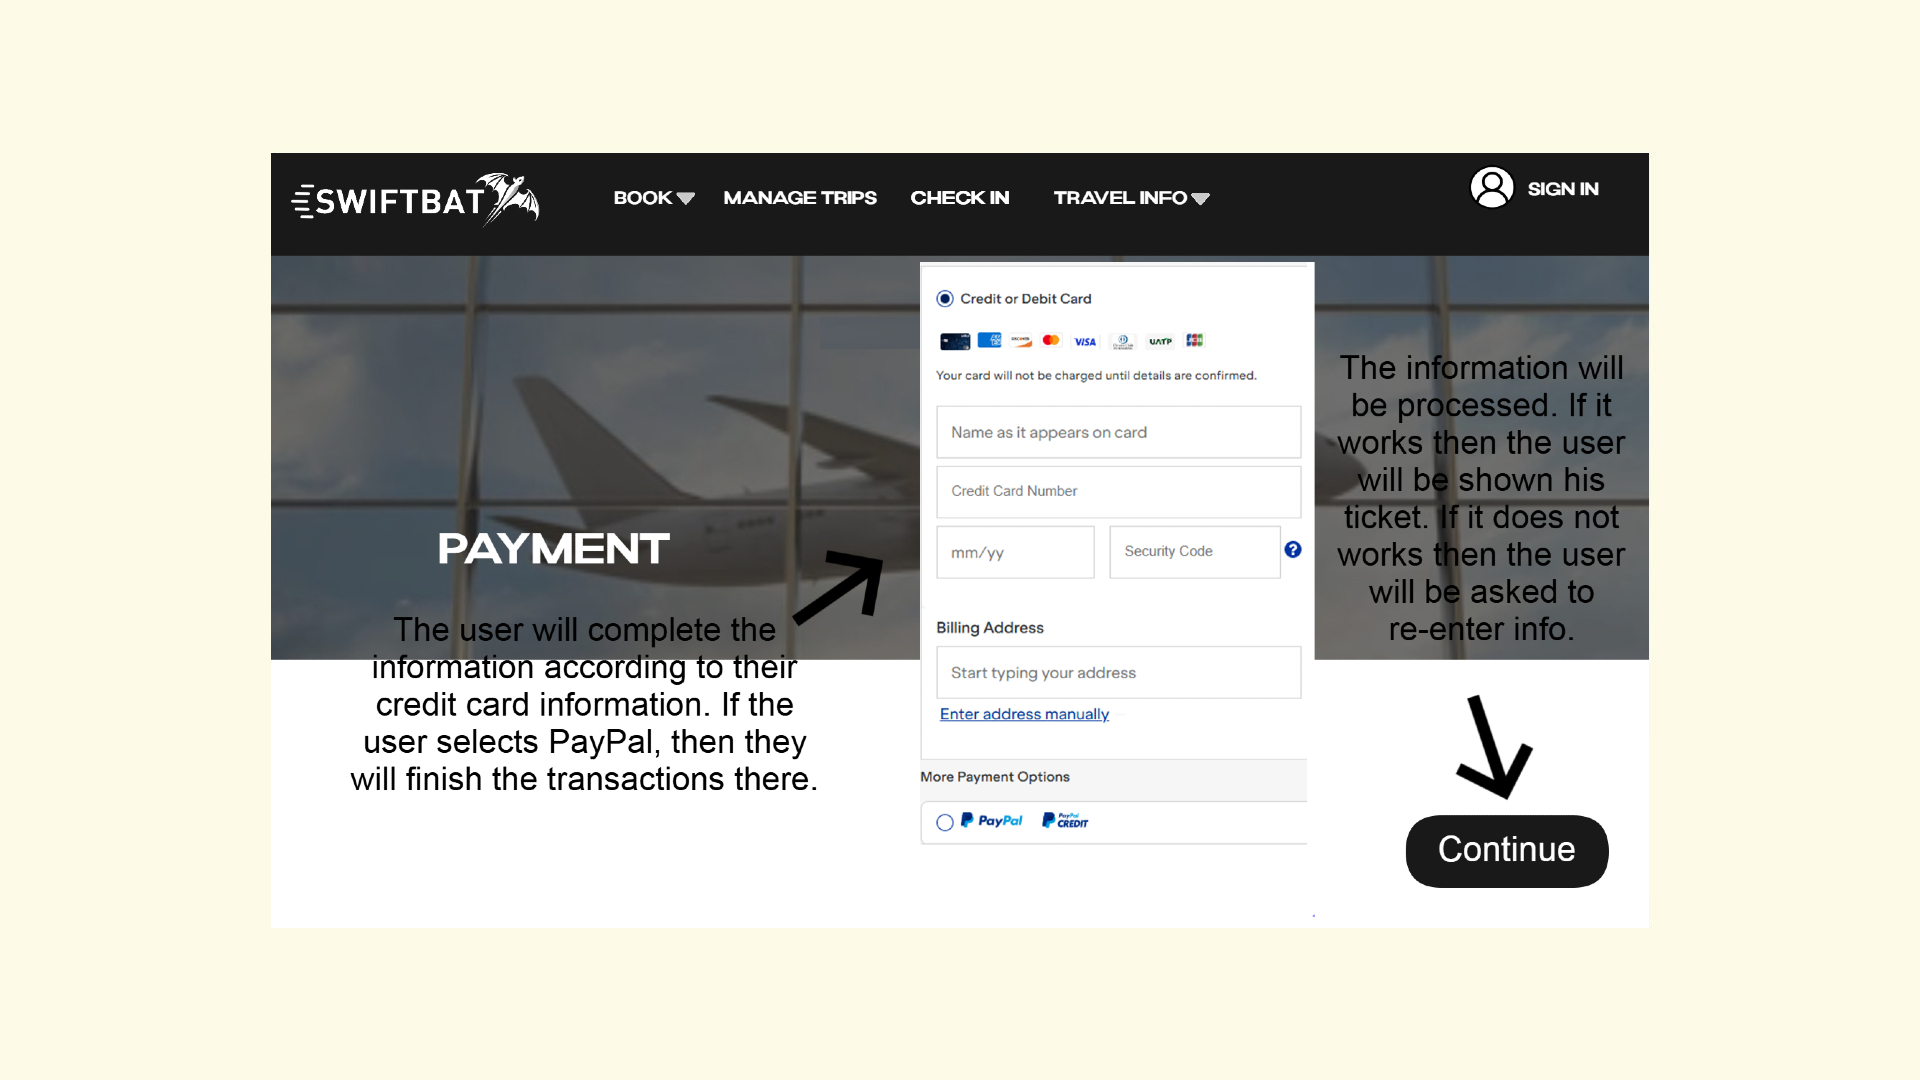 SWIFTBAT
BOOK
MANAGE TRIPS
CHECK IN
TRAVEL INFO
SIGN IN
PAYMENT
The user will complete the
information according to their
credit card information. If the
user selects PayPal, then they
will finish the transactions there.
Credit or Debit Card
VISA
UATP
Your card will not be charged until details are confirmed.
Name as it appears on card
Credit Card Number
mm/yy
Security Code
?
Billing Address
Start typing your address
Enter address manually
More Payment Options
PayPal
PayPal
CREDIT
The information will
be processed. If it
works then the user
will be shown his
ticket. If it does not
works then the user
will be asked to
re-enter info.
Continue